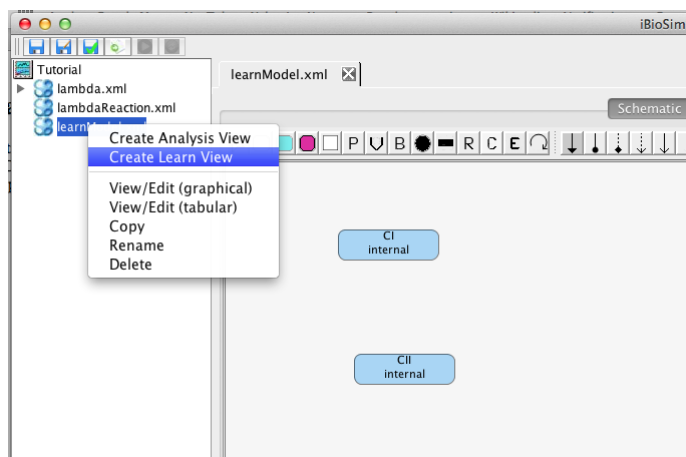 iBioSim
Tutorial
lambda.xml
lambdaReaction.xml
learnModel.xml
Create Analysis View
Create Learn View
View/Edit (graphical)
View/Edit (tabular)
Copy
Rename
Delete
Schematic
P V B R C E
CI
internal
CII
internal